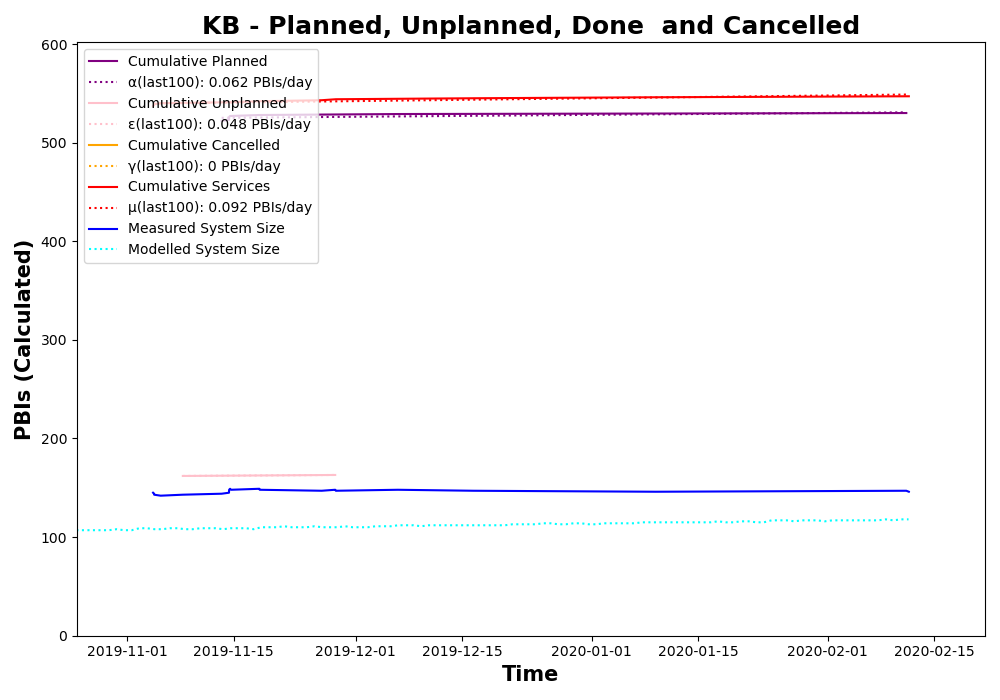 KB - Planned, Unplanned, Done  and Cancelled
600
500
400
300
200
100
0
PBIs (Calculated)
Cumulative Planned
α(last100): 0.062 PBIs/day
Cumulative Unplanned
ε(last100): 0.048 PBIs/day
Cumulative Cancelled
γ(last100): 0 PBIs/day
Cumulative Services
μ(last100): 0.092 PBIs/day
Measured System Size
Modelled System Size
2019-11-01 2019-11-15 2019-12-01 2019-12-15 2020-01-01 2020-01-15 2020-02-01 2020-02-15
Time